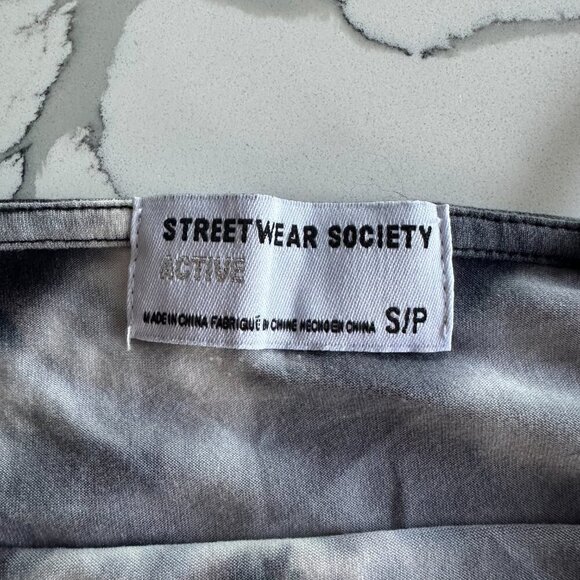 STREETWEAR SOCIETY
ACTIVE
MADE IN CHINA FABRIQUÉ EN CHINE HECHO EN CHINA S/P